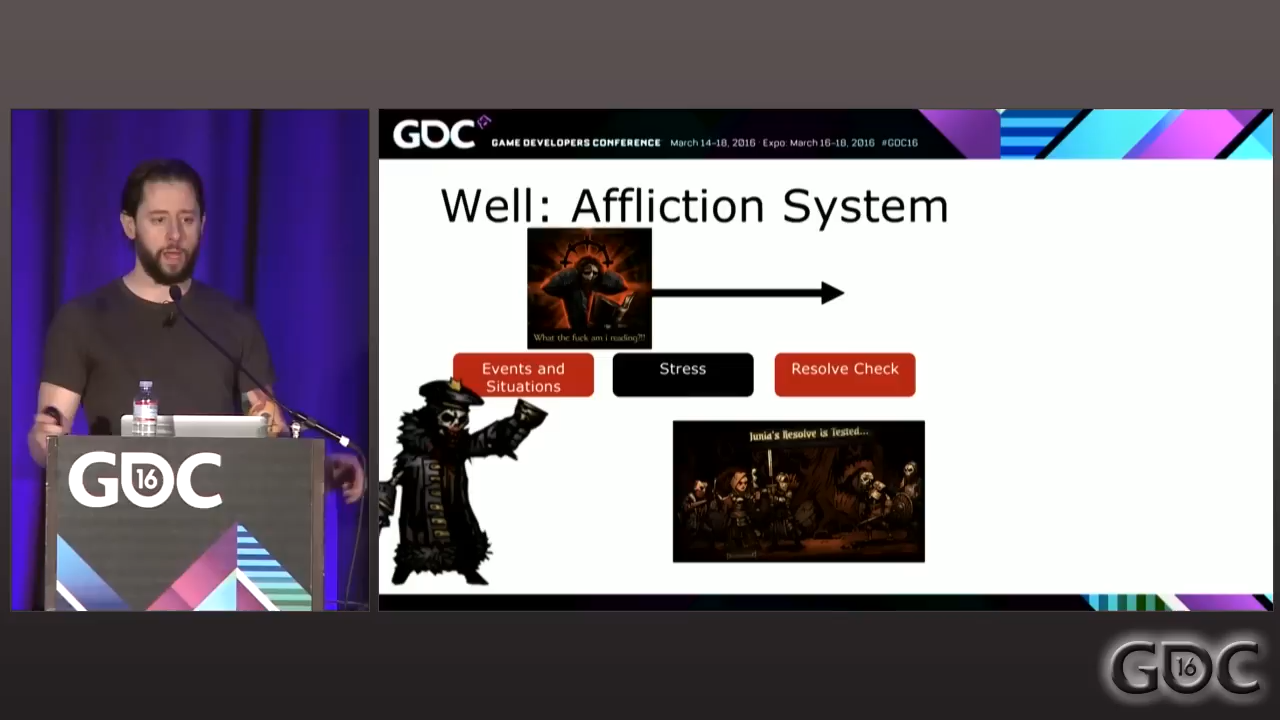 GDC
GAME DEVELOPERS CONFERENCE March 14-18, 2016 · Expo: March 16-18, 2016 #GDC16
Well: Affliction System
What the fuck am i reading?!!
Events and
Situations
Stress
Resolve Check
Junia's Resolve is Tested...
GDC
16
GDC
16